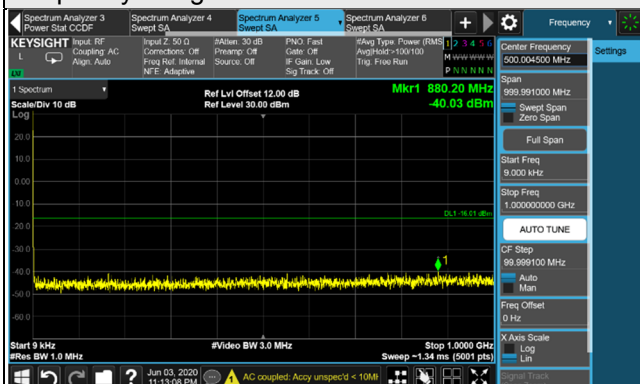 Spectrum Analyzer 3
Power Stat CCDF
Spectrum Analyzer 4
Swept SA
Spectrum Analyzer 5
Swept SA
Spectrum Analyzer 6
Swept SA
+
Frequency
KEYSIGHT
L
Input: RF
Coupling: AC
Align: Auto
Input Z: 50 Ω
Corrections: Off
Freq Ref: Internal
NFE: Adaptive
#Atten: 30 dB
Preamp: Off
Source: Off
PNO: Fast
Gate: Off
IF Gain: Low
Sig Track: Off
#Avg Type: Power (RMS
Avg|Hold:>100/100
Trig: Free Run
1 2 3 4 5 6
M W W W W W
P N N N N N
LXI
1 Spectrum
Scale/Div 10 dB
Log
Ref Lvl Offset 12.00 dB
Ref Level 30.00 dBm
Mkr1 880.20 MHz
-40.03 dBm
20.0
10.0
0.00
-10.0
-20.0
-30.0
-40.0
-50.0
-60.0
DL1 -16.01 dBm
1
Start 9 kHz
#Res BW 1.0 MHz
#Video BW 3.0 MHz
Stop 1.0000 GHz
Sweep ~1.34 ms (5001 pts)
Center Frequency
500.004500 MHz
Settings
Span
999.991000 MHz
Swept Span
Zero Span
Full Span
Start Freq
9.000 kHz
Stop Freq
1.000000000 GHz
AUTO TUNE
CF Step
99.999100 MHz
Auto
Man
Freq Offset
0 Hz
X Axis Scale
Log
Lin
Signal Track
?
Jun 03, 2020
11:13:08 PM
AC coupled: Accy unspec'd < 10MH